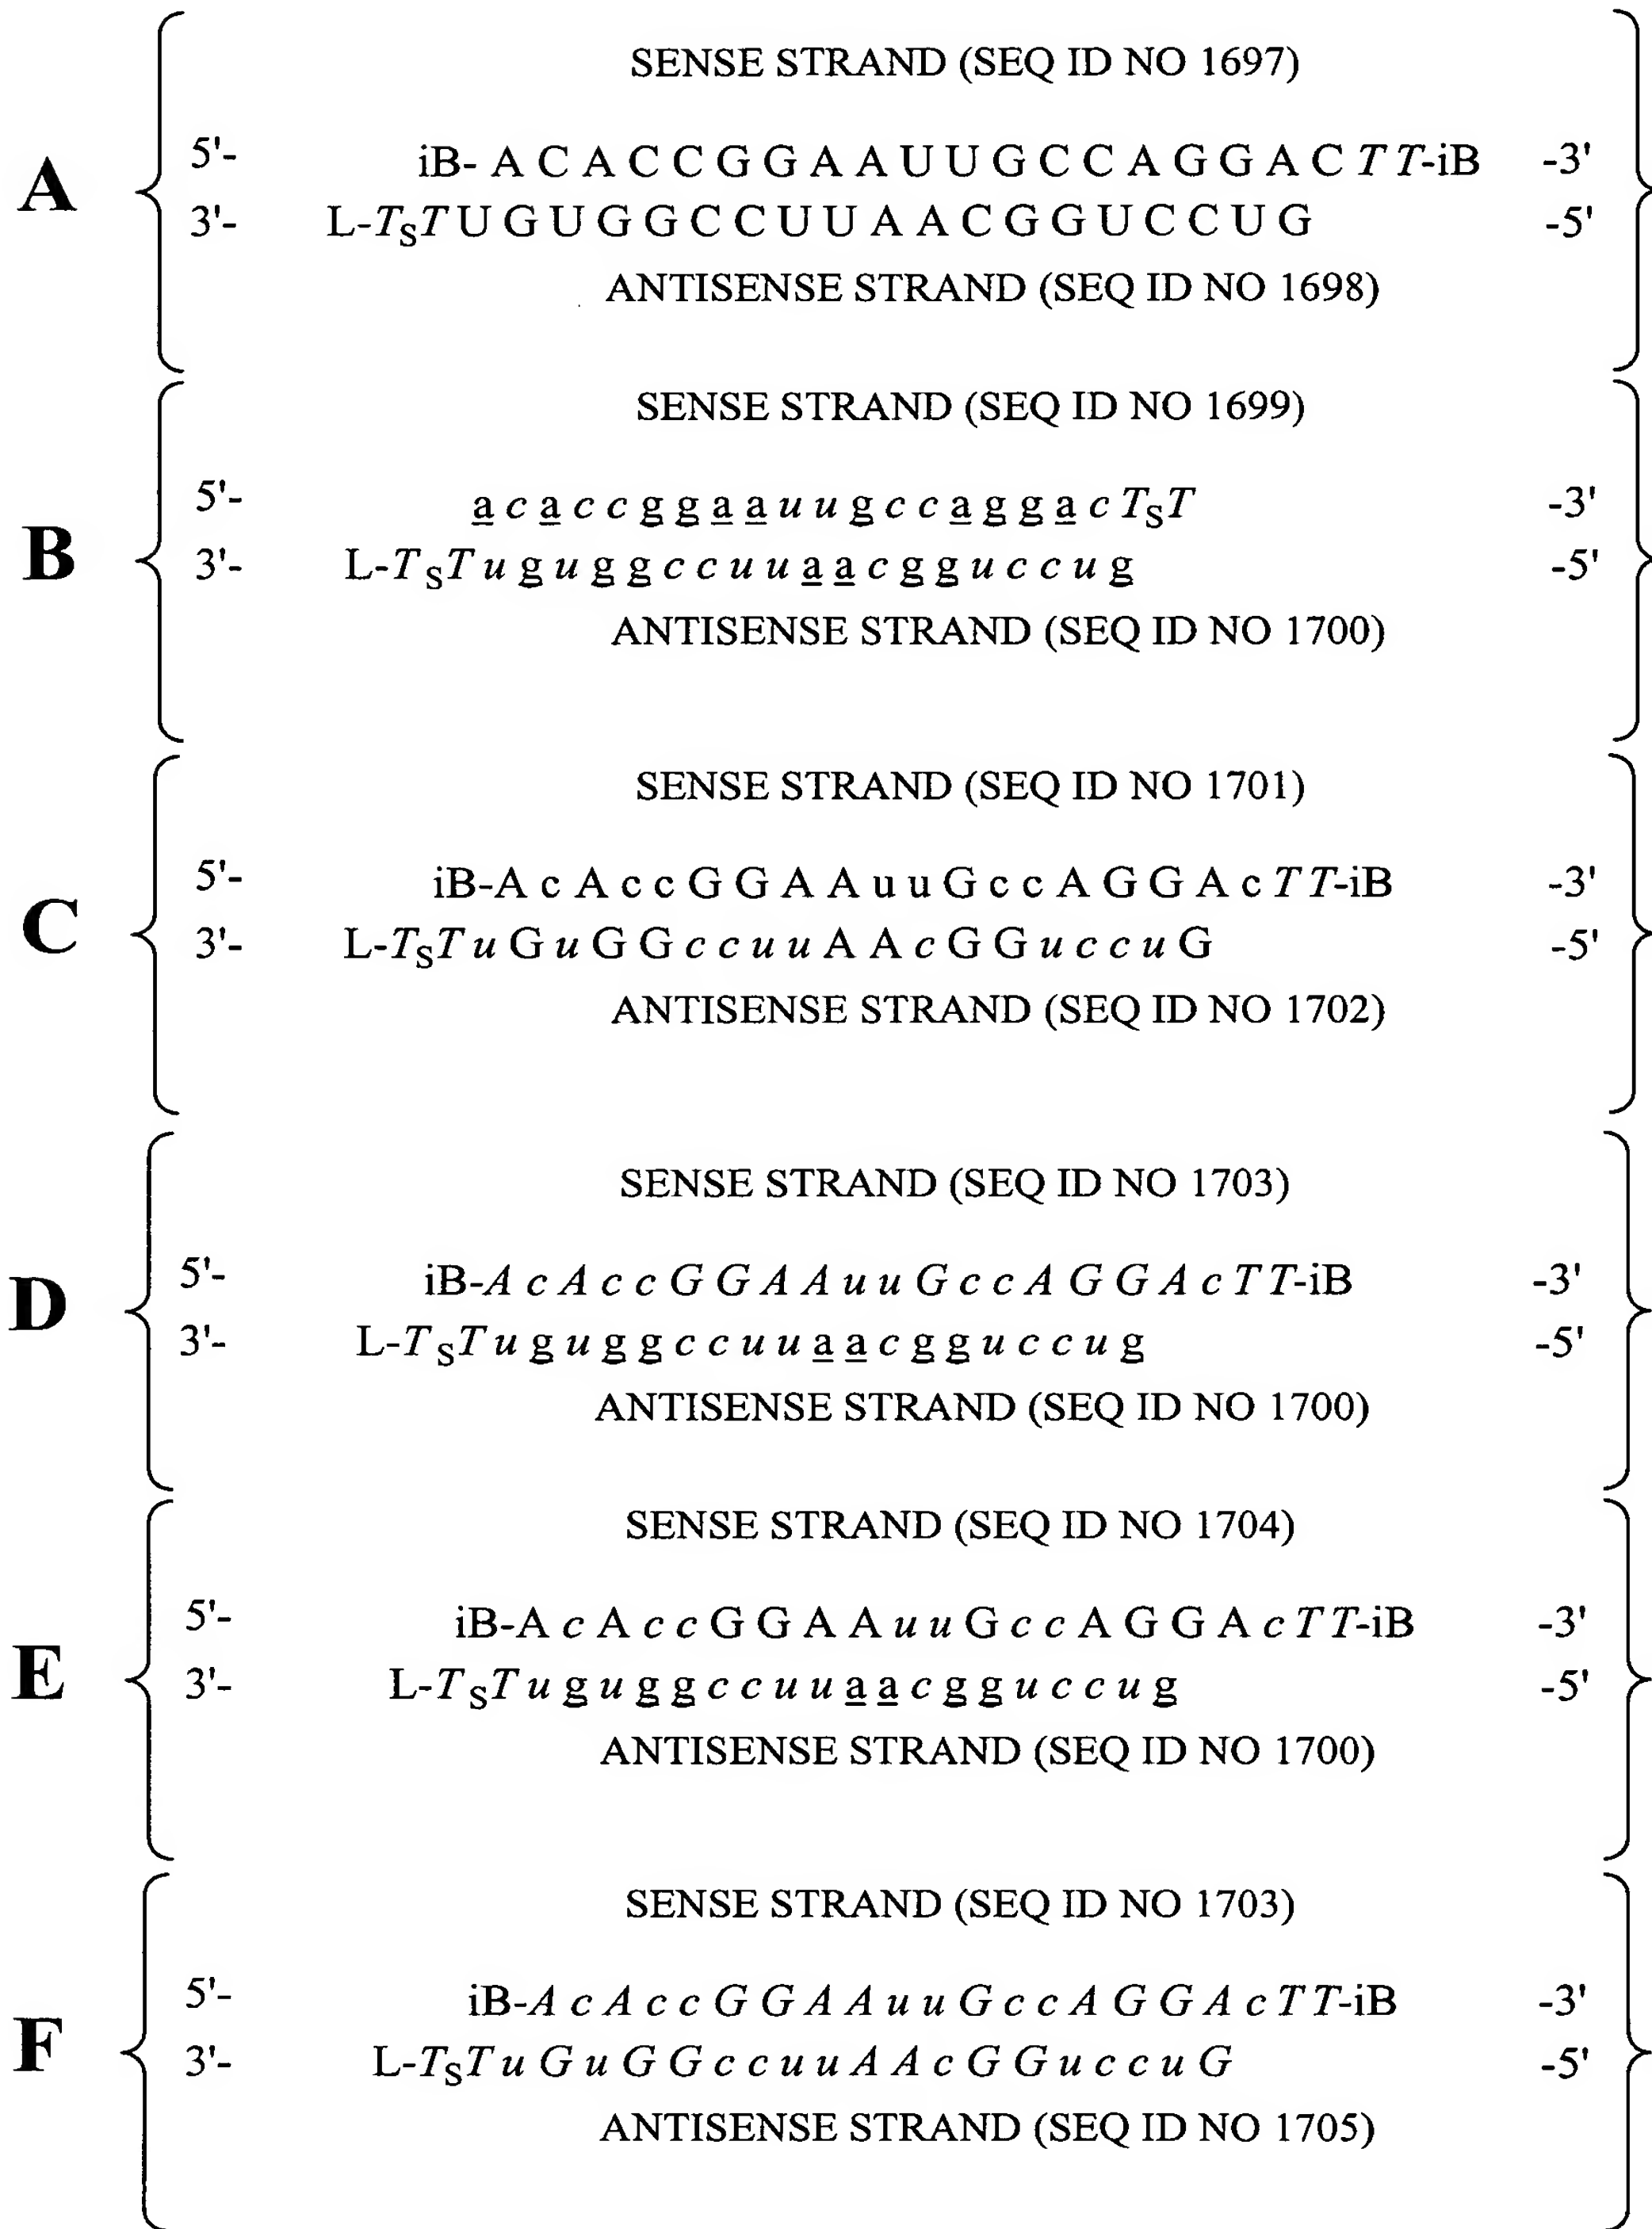 SENSE STRAND (SEQ ID NO 1697)
A 5'- iB- A C A C C G G A A U U G C C A G G A C T T-iB -3'
3'- L-TST U G U G G C C U U A A C G G U C C U G -5'
ANTISENSE STRAND (SEQ ID NO 1698)
SENSE STRAND (SEQ ID NO 1699)
B 5'- a c a c c g g a a u u g c c a g g a c TST -3'
3'- L-TST u g u g g c c u u a a c g g u c c u g -5'
ANTISENSE STRAND (SEQ ID NO 1700)
SENSE STRAND (SEQ ID NO 1701)
C 5'- iB-A c A c c G G A A u u G c c A G G A c T T-iB -3'
3'- L-TST u G u G G c c u u A A c G G u c c u G -5'
ANTISENSE STRAND (SEQ ID NO 1702)
SENSE STRAND (SEQ ID NO 1703)
D 5'- iB-A c A c c G G A A u u G c c A G G A c T T-iB -3'
3'- L-TST u g u g g c c u u a a c g g u c c u g -5'
ANTISENSE STRAND (SEQ ID NO 1700)
SENSE STRAND (SEQ ID NO 1704)
E 5'- iB-A c A c c G G A A u u G c c A G G A c T T-iB -3'
3'- L-TST u g u g g c c u u a a c g g u c c u g -5'
ANTISENSE STRAND (SEQ ID NO 1700)
SENSE STRAND (SEQ ID NO 1703)
F 5'- iB-A c A c c G G A A u u G c c A G G A c T T-iB -3'
3'- L-TST u G u G G c c u u A A c G G u c c u G -5'
ANTISENSE STRAND (SEQ ID NO 1705)